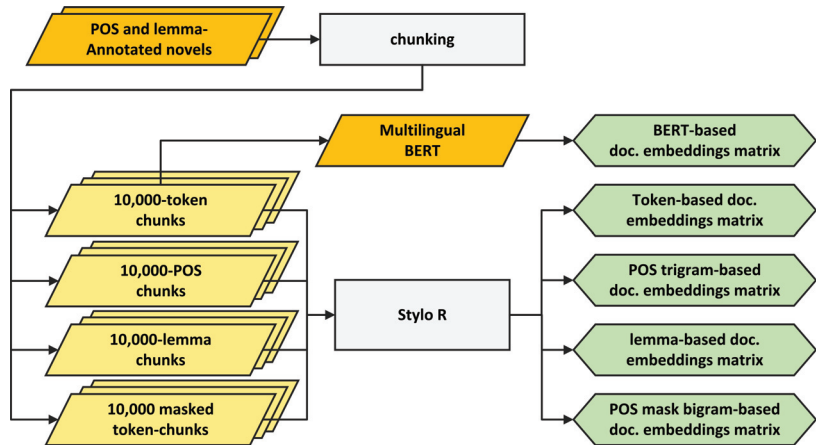 POS and lemma-
Annotated novels
chunking
Multilingual
BERT
BERT-based
doc. embeddings matrix
10,000-token
chunks
Token-based doc.
embeddings matrix
10,000-POS
chunks
POS trigram-based
doc. embeddings matrix
Stylo R
10,000-lemma
chunks
lemma-based doc.
embeddings matrix
10,000 masked
token-chunks
POS mask bigram-based
doc. embeddings matrix